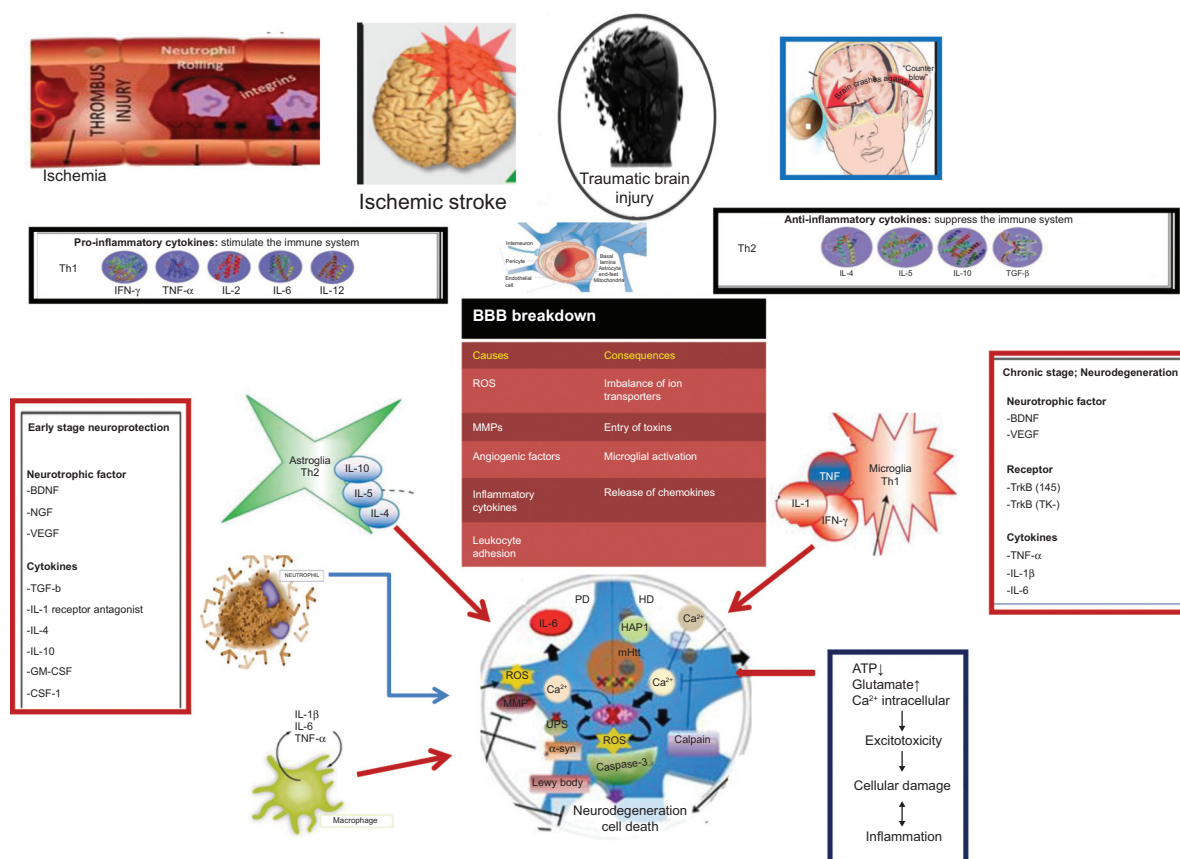 Neutrophil
Rolling
integrins
THROMBUS
INJURY
Ischemia
Ischemic stroke
Traumatic brain
injury
"Counter
blow"
Brain crashes against
Pro-inflammatory cytokines: stimulate the immune system
Th1
IFN-γ
TNF-α
IL-2
IL-6
IL-12
Interneuron
Pericyte
Endothelial
cell
Basal
lamina
Astrocyte
end-feet
Mitochondria
Anti-inflammatory cytokines: suppress the immune system
Th2
IL-4
IL-5
IL-10
TGF-β
BBB breakdown
Causes
Consequences
ROS
Imbalance of ion
transporters
MMPs
Entry of toxins
Angiogenic factors
Microglial activation
Inflammatory
cytokines
Release of chemokines
Leukocyte
adhesion
Early stage neuroprotection
Neurotrophic factor
-BDNF
-NGF
-VEGF
Cytokines
-TGF-b
-IL-1 receptor antagonist
-IL-4
-IL-10
-GM-CSF
-CSF-1
Astroglia
Th2
IL-10
IL-5
IL-4
NEUTROPHIL
IL-1β
IL-6
TNF-α
Macrophage
TNF
Microglia
Th1
IL-1
IFN-γ
Chronic stage; Neurodegeneration
Neurotrophic factor
-BDNF
-VEGF
Receptor
-TrkB (145)
-TrkB (TK-)
Cytokines
-TNF-α
-IL-1β
-IL-6
PD
HD
IL-6
HAP1
Ca²⁺
mHtt
ROS
Ca²⁺
Ca²⁺
MMP
UPS
ROS
α-syn
Calpain
Caspase-3
Lewy body
Neurodegeneration
cell death
ATP↓
Glutamate↑
Ca²⁺ intracellular
Excitotoxicity
Cellular damage
Inflammation